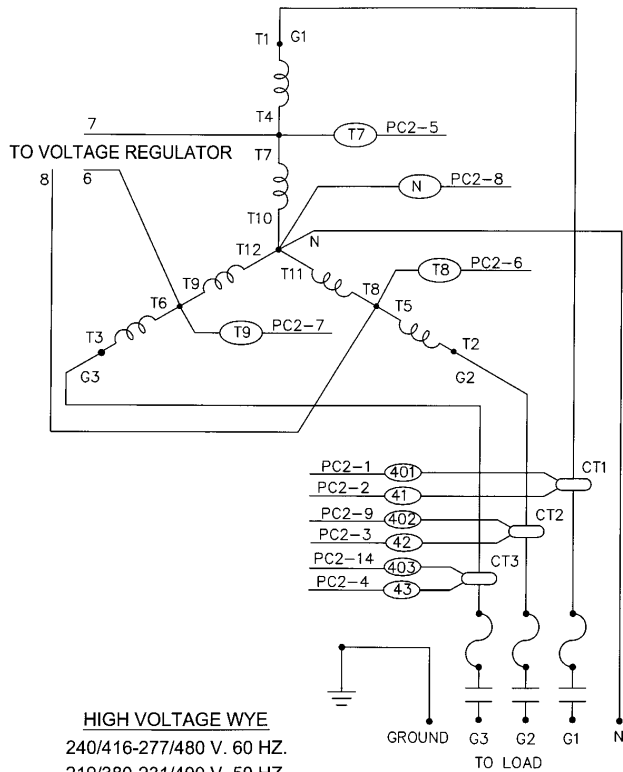 T1 G1
T4
7
T7 PC2-5
TO VOLTAGE REGULATOR
T7
8 6
N PC2-8
T10
T12 N
T9 T11
T8 PC2-6
T6 T8
T5
T9 PC2-7
T3
T2
G3
G2
PC2-1 401 CT1
PC2-2 41
PC2-9 402 CT2
PC2-3 42
PC2-14 403 CT3
PC2-4 43
HIGH VOLTAGE WYE
240/416-277/480 V. 60 HZ.
GROUND G3 G2 G1 N
TO LOAD